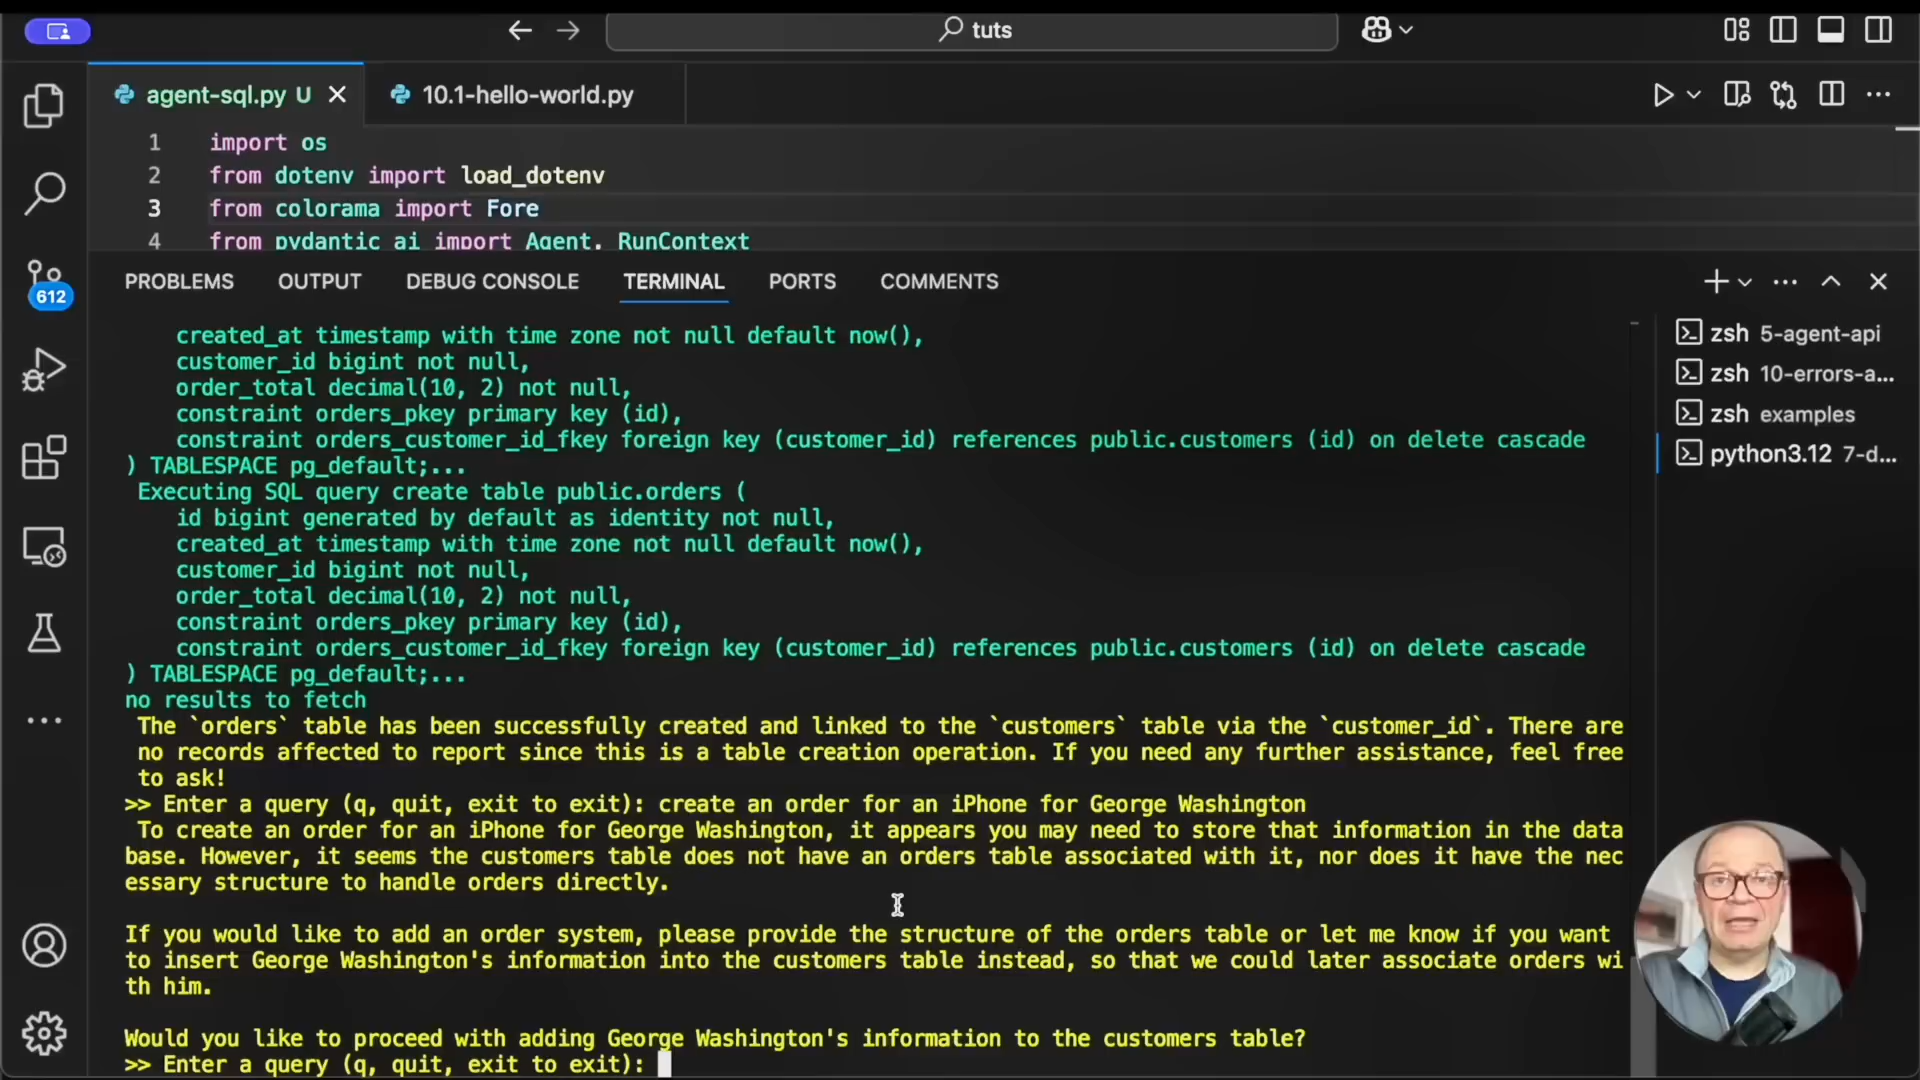 tuts
agent-sql.py U
10.1-hello-world.py
1 import os
2 from dotenv import load_dotenv
3 from colorama import Fore
4 from pydantic_ai import Agent, RunContext
612
PROBLEMS OUTPUT DEBUG CONSOLE TERMINAL PORTS COMMENTS
created_at timestamp with time zone not null default now(),
customer_id bigint not null,
order_total decimal(10, 2) not null,
constraint orders_pkey primary key (id),
constraint orders_customer_id_fkey foreign key (customer_id) references public.customers (id) on delete cascade
) TABLESPACE pg_default;...
Executing SQL query create table public.orders (
id bigint generated by default as identity not null,
created_at timestamp with time zone not null default now(),
customer_id bigint not null,
order_total decimal(10, 2) not null,
constraint orders_pkey primary key (id),
constraint orders_customer_id_fkey foreign key (customer_id) references public.customers (id) on delete cascade
) TABLESPACE pg_default;...
no results to fetch
The `orders` table has been successfully created and linked to the `customers` table via the `customer_id`. There are
no records affected to report since this is a table creation operation. If you need any further assistance, feel free
to ask!
>> Enter a query (q, quit, exit to exit): create an order for an iPhone for George Washington
To create an order for an iPhone for George Washington, it appears you may need to store that information in the data
base. However, it seems the customers table does not have an orders table associated with it, nor does it have the nec
essary structure to handle orders directly.
If you would like to add an order system, please provide the structure of the orders table or let me know if you want
to insert George Washington's information into the customers table instead, so that we could later associate orders wi
th him.
Would you like to proceed with adding George Washington's information to the customers table?
>> Enter a query (q, quit, exit to exit):
zsh 5-agent-api
zsh 10-errors-a...
zsh examples
python3.12 7-d...